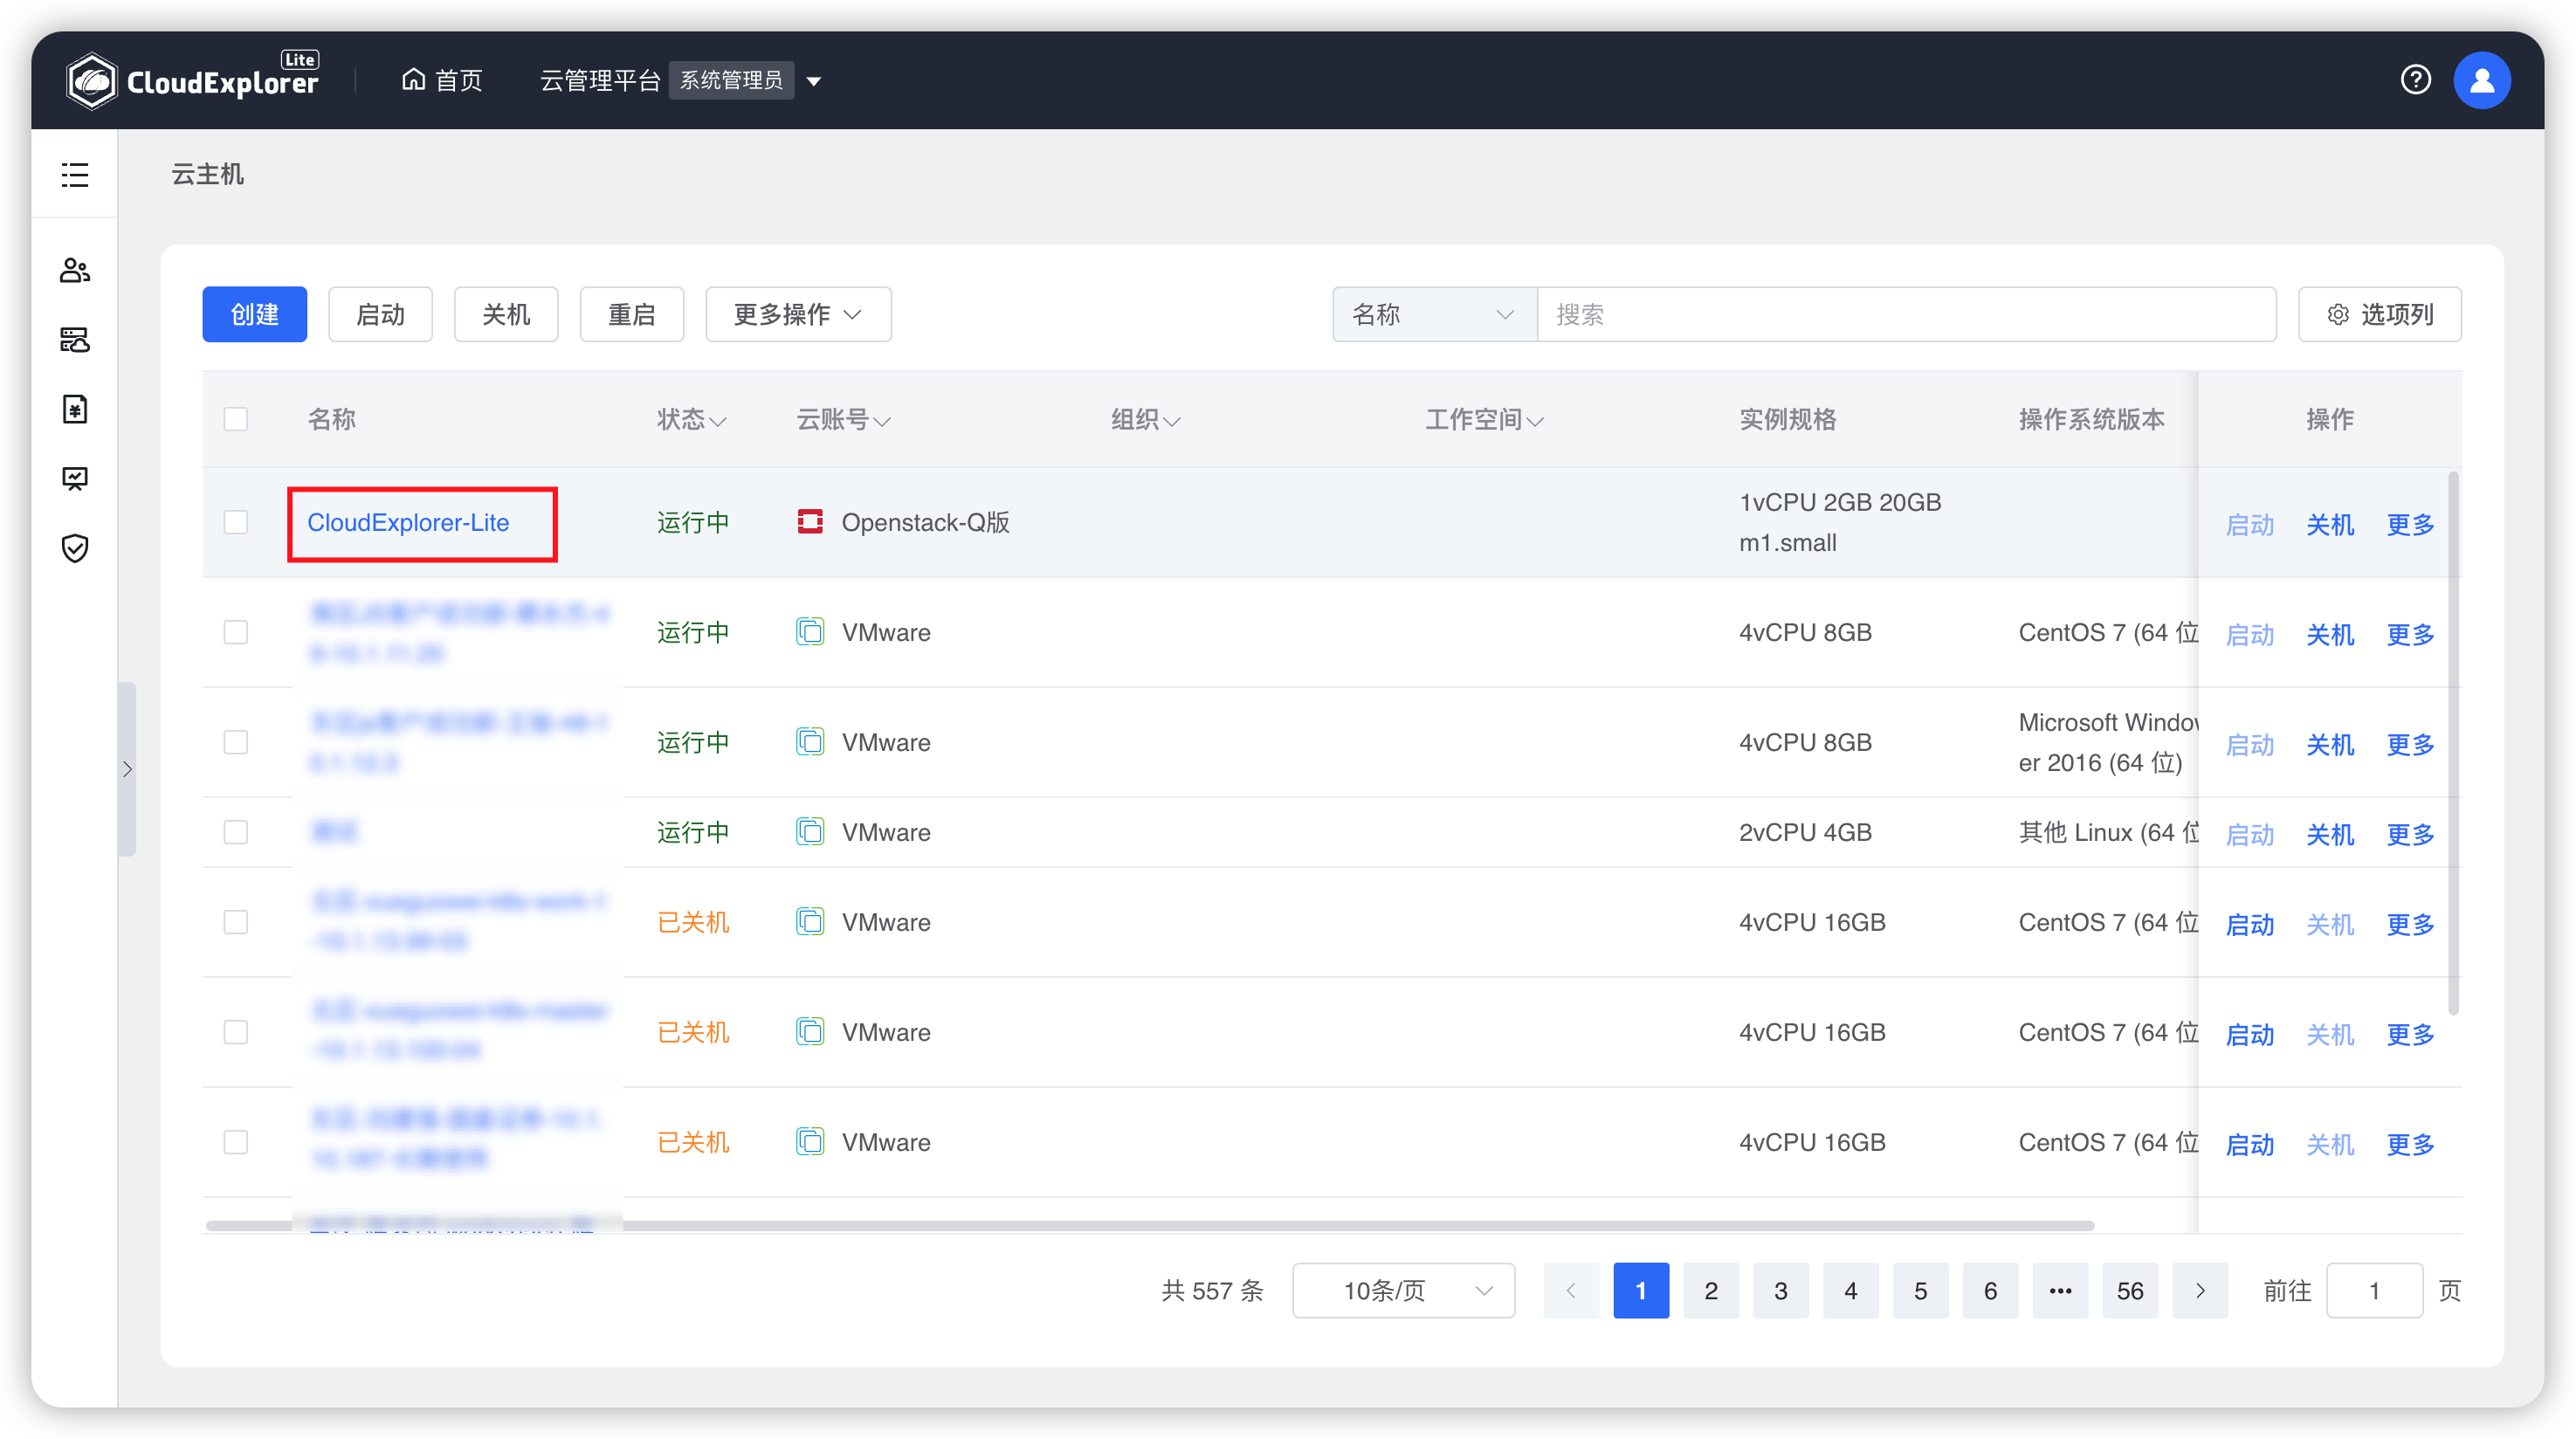 CloudExplorer Lite
首页
云管理平台 系统管理员
云主机
创建 启动 关机 重启 更多操作
名称 搜索 选项列
名称 状态 云账号 组织 工作空间 实例规格 操作系统版本 操作
CloudExplorer-Lite 运行中 Openstack-Q版 1vCPU 2GB 20GB
m1.small 启动 关机 更多
运行中 VMware 4vCPU 8GB CentOS 7 (64 位 启动 关机 更多
运行中 VMware 4vCPU 8GB Microsoft Window
er 2016 (64 位) 启动 关机 更多
运行中 VMware 2vCPU 4GB 其他 Linux (64 位 启动 关机 更多
已关机 VMware 4vCPU 16GB CentOS 7 (64 位 启动 关机 更多
已关机 VMware 4vCPU 16GB CentOS 7 (64 位 启动 关机 更多
已关机 VMware 4vCPU 16GB CentOS 7 (64 位 启动 关机 更多
共 557 条 10条/页 1 2 3 4 5 6 ••• 56 前往 1 页